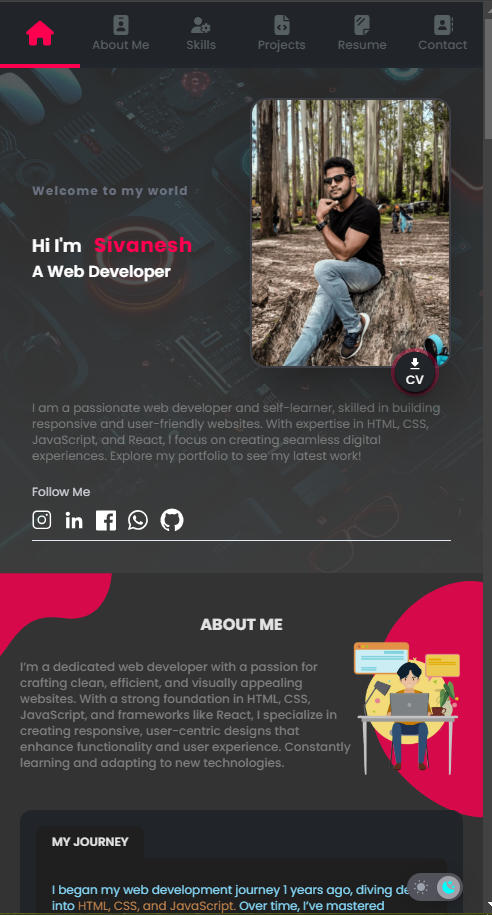 About Me Skills Projects Resume Contact
Welcome to my world
Hi I'm Sivanesh
A Web Developer
CV
I am a passionate web developer and self-learner, skilled in building
responsive and user-friendly websites. With expertise in HTML, CSS,
JavaScript, and React, I focus on creating seamless digital
experiences. Explore my portfolio to see my latest work!
Follow Me
ABOUT ME
I'm a dedicated web developer with a passion for
crafting clean, efficient, and visually appealing
websites. With a strong foundation in HTML, CSS,
JavaScript, and frameworks like React, I specialize in
creating responsive, user-centric designs that
enhance functionality and user experience. Constantly
learning and adapting to new technologies.
MY JOURNEY
I began my web development journey 1 years ago, diving
into HTML, CSS, and JavaScript. Over time, I've mastered